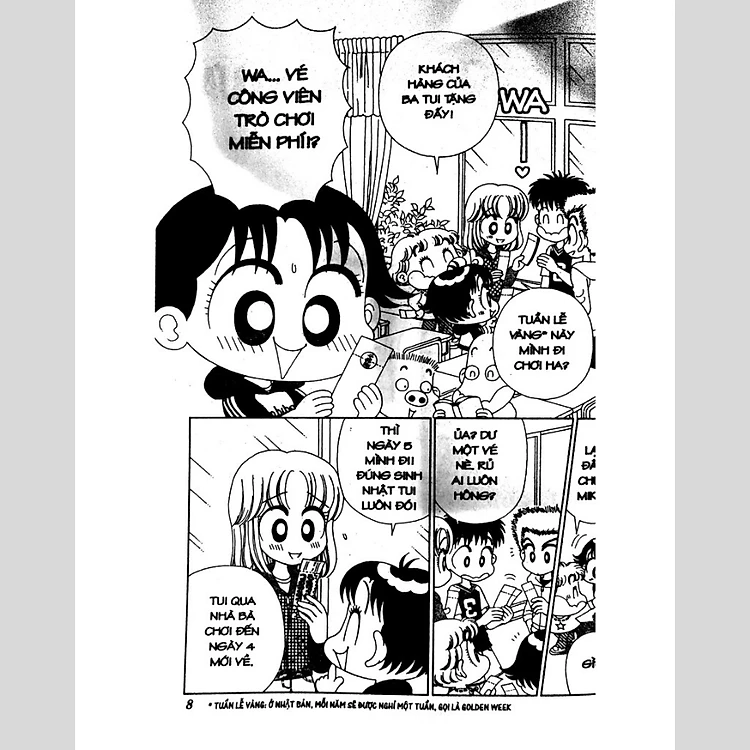 WA... VÉ
CÔNG VIÊN
TRÒ CHƠI
MIỄN PHÍ!?
KHÁCH
HÀNG CỦA
BA TUI TẶNG
ĐẤY!
WA
TUẦN LỄ
VÀNG* NÀY
MÌNH ĐI
CHƠI HA?
THÌ
NGÀY 5
MÌNH ĐI!
ĐÚNG SINH
NHẬT TUI
LUÔN ĐÓ!
TUI QUA
NHÀ BÀ
CHƠI ĐẾN
NGÀY 4
MỚI VỀ.
ỦA? DƯ
MỘT VÉ
NÈ. RỦ
AI LUÔN
HÔNG?
MIK
E
8
* TUẦN LỄ VÀNG: Ở NHẬT BẢN, MỖI NĂM SẼ ĐƯỢC NGHỈ MỘT TUẦN, GỌI LÀ GOLDEN WEEK